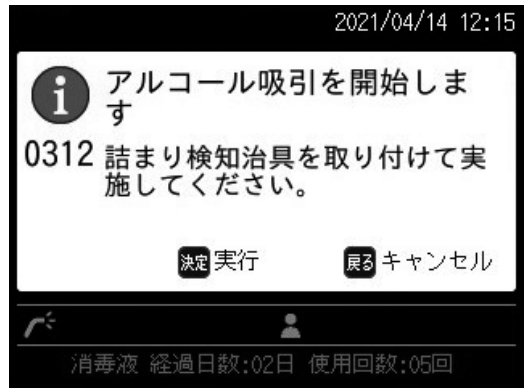 2021/04/14 12:15
アルコール吸引を開始しま
す
0312 詰まり検知治具を取り付けて実
施してください。
決定 実行 戻る キャンセル
消毒液 経過日数:02日 使用回数:05回